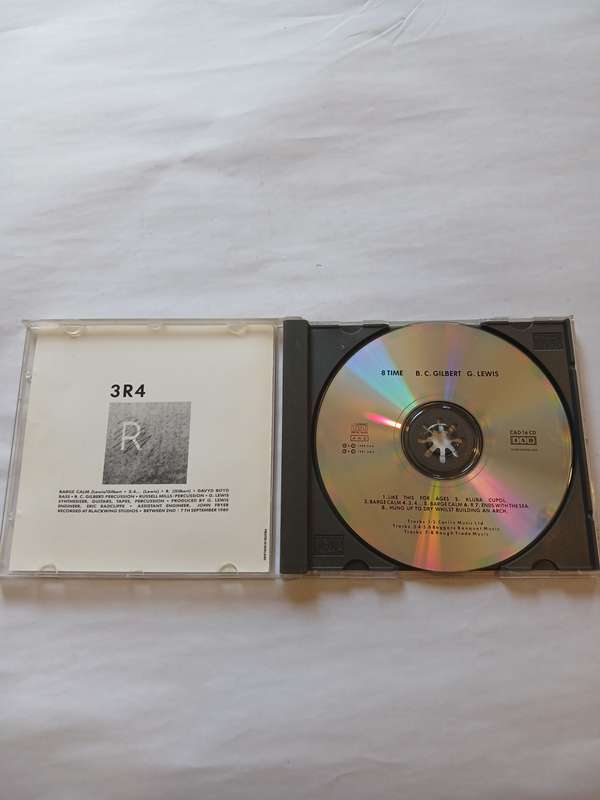 3R4
R
BARGE CALM (Lewis/Gilbert • 3.4... (Lewis) • R. (Gilbert) • DAVYD BOYD
BASS • B. C. GILBERT PERCUSSION • RUSSELL MILLS: PERCUSSION • G. LEWIS
SYNTHESISER, GUITARS, TAPES, PERCUSSION • PRODUCED BY G. LEWIS
ENGINEER, ERIC RADCLIFFE • ASSISTANT ENGINEER, JOHN FRYER
RECORDED AT BLACKWING STUDIOS • BETWEEN 2ND • 7TH SEPTEMBER 1980
8 TIME B. C. GILBERT G. LEWIS
CAD 16 CD
4AD
1. LIKE THIS FOR AGES 2. KLUBA CUPOL.
3. BARGE CALM 4. 3,4... 5. BARGE CALM 6. R 7. ENDS WITH THE SEA.
8. HUNG UP TO DRY WHILST BUILDING AN ARCH.
Tracks 1-2 Carlin Music Ltd
Tracks 3-4-5-6 Beggars Banquet Music
Tracks 7-8 Rough Trade Music